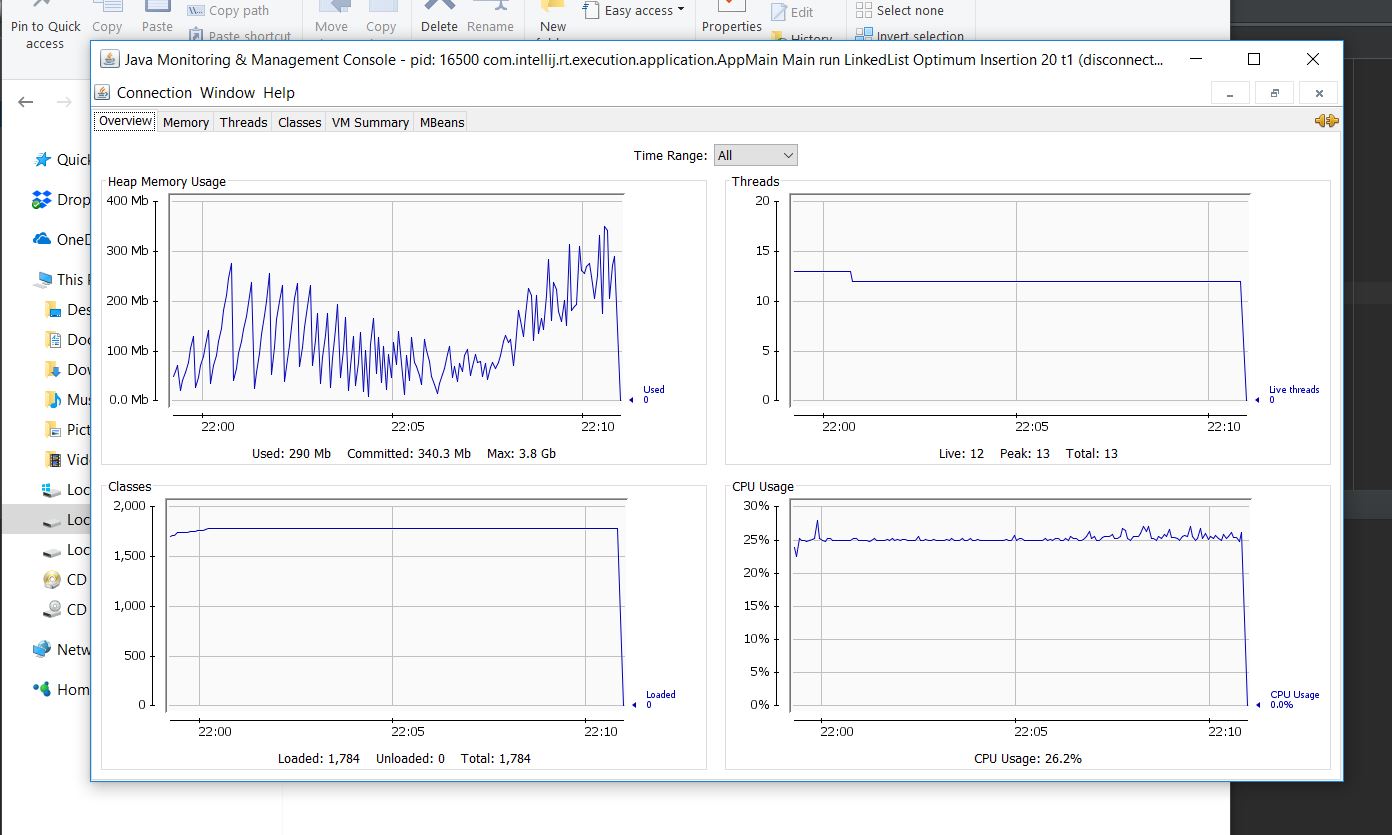 Pin to Quick access
Copy
Paste
Copy path
Paste shortcut
Move
Copy
Delete
Rename
New
Easy access
Properties
Edit
History
Select none
Invert selection
Java Monitoring & Management Console - pid: 16500 com.intellij.rt.execution.application.AppMain Main run LinkedList Optimum Insertion 20 t1 (disconnect...
Connection Window Help
Overview Memory Threads Classes VM Summary MBeans
Time Range: All
Quick
Drop
OneD
This
Des
Doc
Dov
Mus
Pict
Vide
Loc
Loc
Loc
CD
CD
Netw
Hom
Heap Memory Usage
400 Mb
300 Mb
200 Mb
100 Mb
0.0 Mb
Used
0
22:00 22:05 22:10
Used: 290 Mb Committed: 340.3 Mb Max: 3.8 Gb
Threads
20
15
10
5
0
Live threads
0
22:00 22:05 22:10
Live: 12 Peak: 13 Total: 13
Classes
2,000
1,500
1,000
500
0
Loaded
0
22:00 22:05 22:10
Loaded: 1,784 Unloaded: 0 Total: 1,784
CPU Usage
30%
25%
20%
15%
10%
5%
0%
CPU Usage
0.0%
22:00 22:05 22:10
CPU Usage: 26.2%